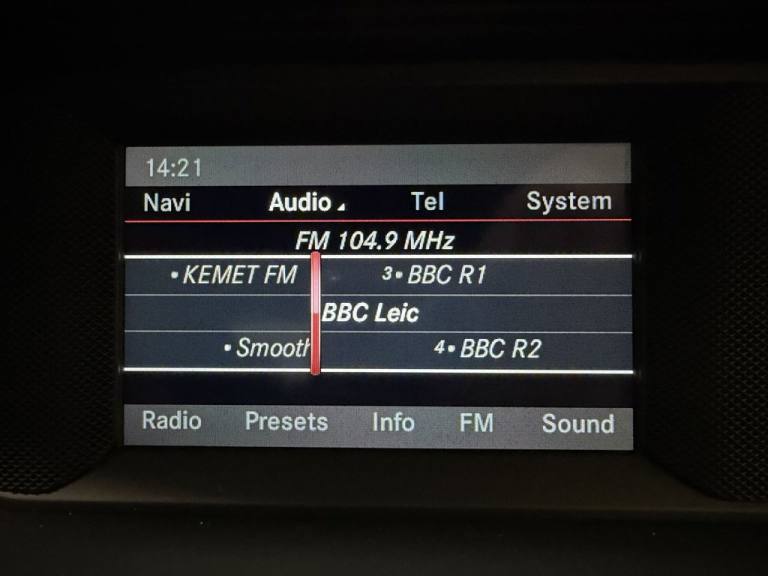 14:21
Navi Audio Tel System
FM 104.9 MHz
• KEMET FM 3• BBC R1
BBC Leic
• Smooth 4• BBC R2
Radio Presets Info FM Sound